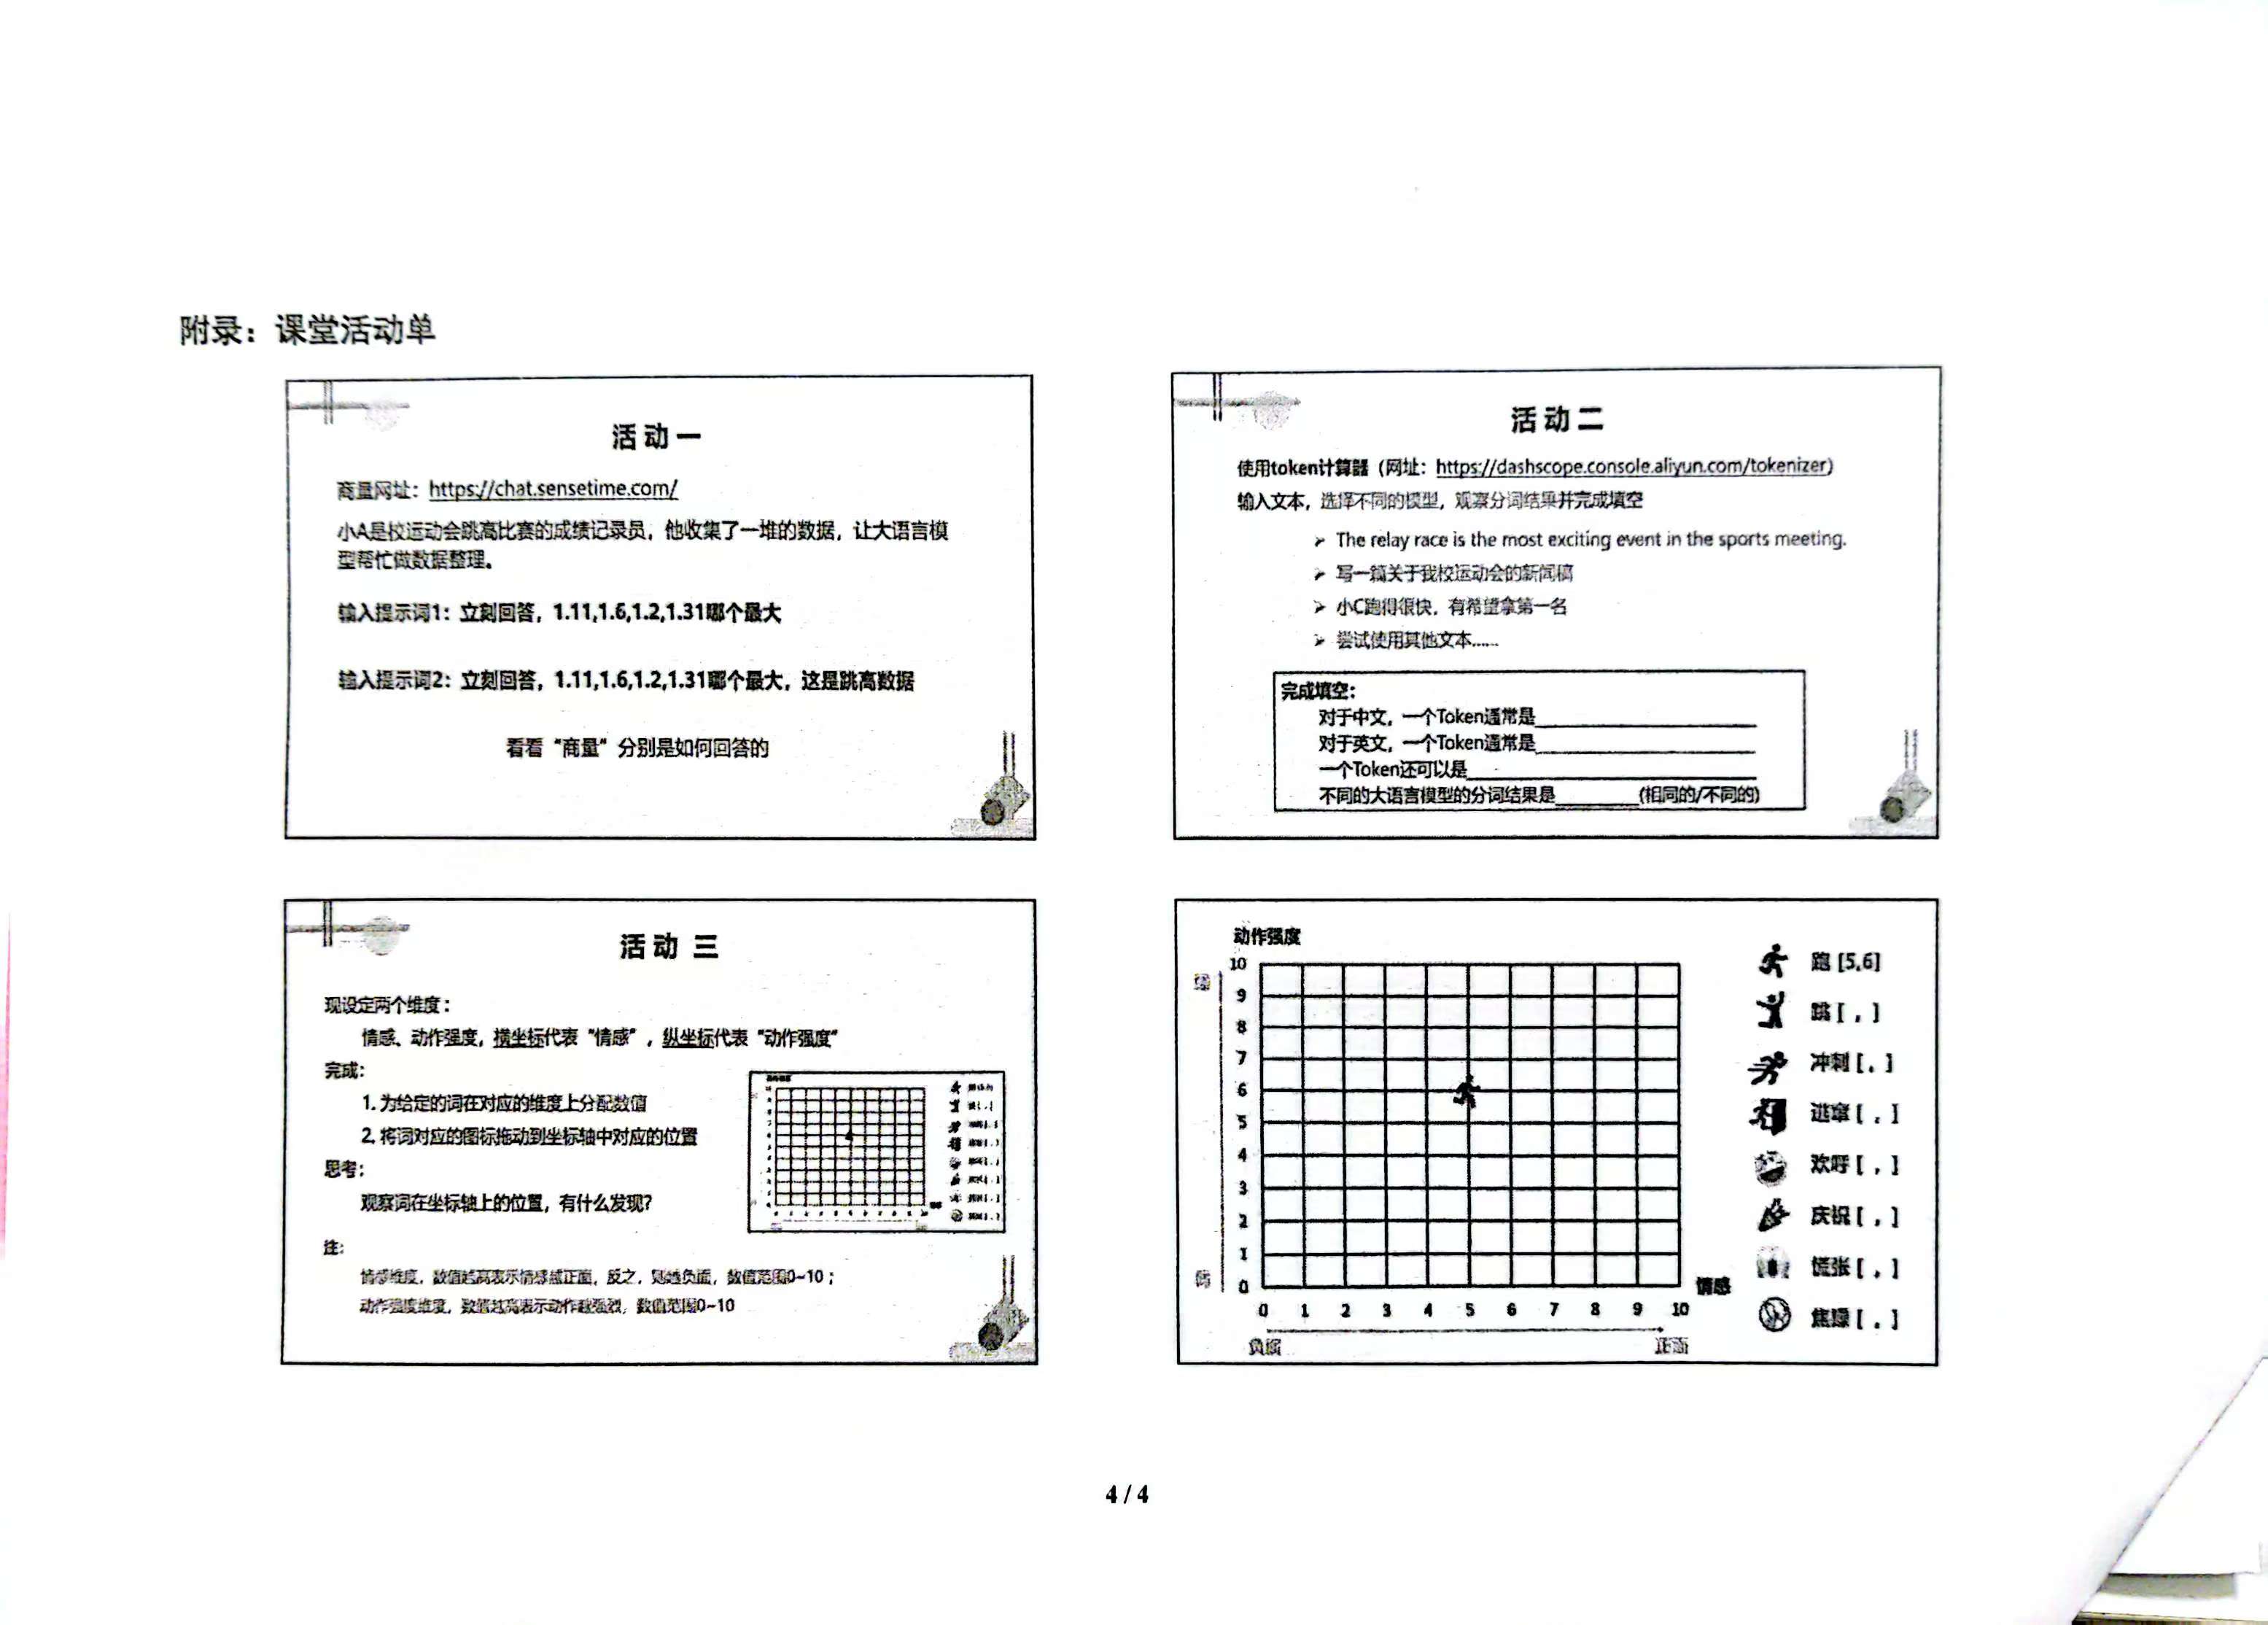 附录：课堂活动单
活动一
商量网址：https://chat.sensetime.com/
小A是校运动会跳高比赛的成绩记录员，他收集了一堆的数据，让大语言模
型帮忙做数据整理。
输入提示词1：立刻回答，1.11,1.6,1.2,1.31哪个最大
输入提示词2：立刻回答，1.11,1.6,1.2,1.31哪个最大，这是跳高数据
看看“商量”分别是如何回答的
活动二
使用token计算器（网址：https://dashscope.console.aliyun.com/tokenizer）
输入文本，选择不同的模型，观察分词结果并完成填空
➢ The relay race is the most exciting event in the sports meeting.
➢ 写一篇关于我校运动会的新闻稿
➢ 小C跑得很快，有希望拿第一名
➢ 尝试使用其他文本......
完成填空：
对于中文，一个Token通常是____
对于英文，一个Token通常是____
一个Token还可以是____
不同的大语言模型的分词结果是____(相同的/不同的)
活动三
现设定两个维度：
情感、动作强度，横坐标代表“情感”，纵坐标代表“动作强度”
完成：
1. 为给定的词在对应的维度上分配数值
2. 将词对应的图标拖动到坐标轴中对应的位置
思考：
观察词在坐标轴上的位置，有什么发现？
注：
情感维度，数值越高表示情感越正面，反之，则越负面，数值范围0~10；
动作强度维度，数值越高表示动作越强烈，数值范围0~10
动作强度
10
9
8
7
6
5
4
3
2
1
0
0 1 2 3 4 5 6 7 8 9 10
情感
负面
正面
跑 [5,6]
跳 [ , ]
冲刺 [ , ]
逃窜 [ , ]
欢呼 [ , ]
庆祝 [ , ]
慌张 [ , ]
焦躁 [ , ]
4 / 4